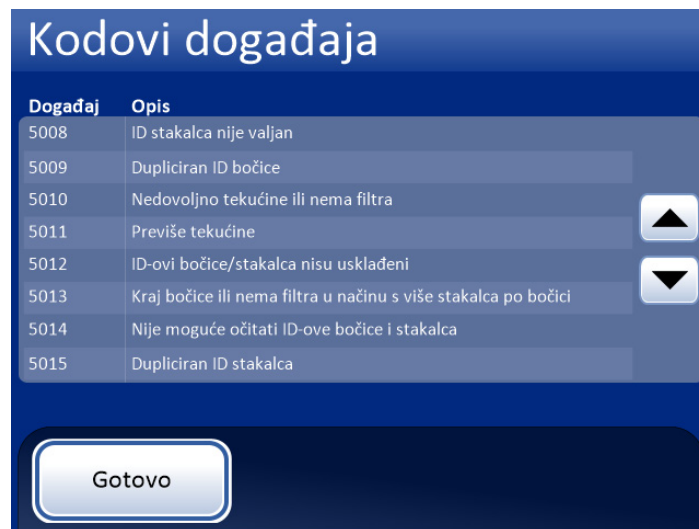 Kodovi događaja
Događaj Opis
5008 ID stakalca nije valjan
5009 Dupliciran ID bočice
5010 Nedovoljno tekućine ili nema filtra
5011 Previše tekućine
5012 ID-ovi bočice/stakalca nisu usklađeni
5013 Kraj bočice ili nema filtra u načinu s više stakalca po bočici
5014 Nije moguće očitati ID-ove bočice i stakalca
5015 Dupliciran ID stakalca
Gotovo